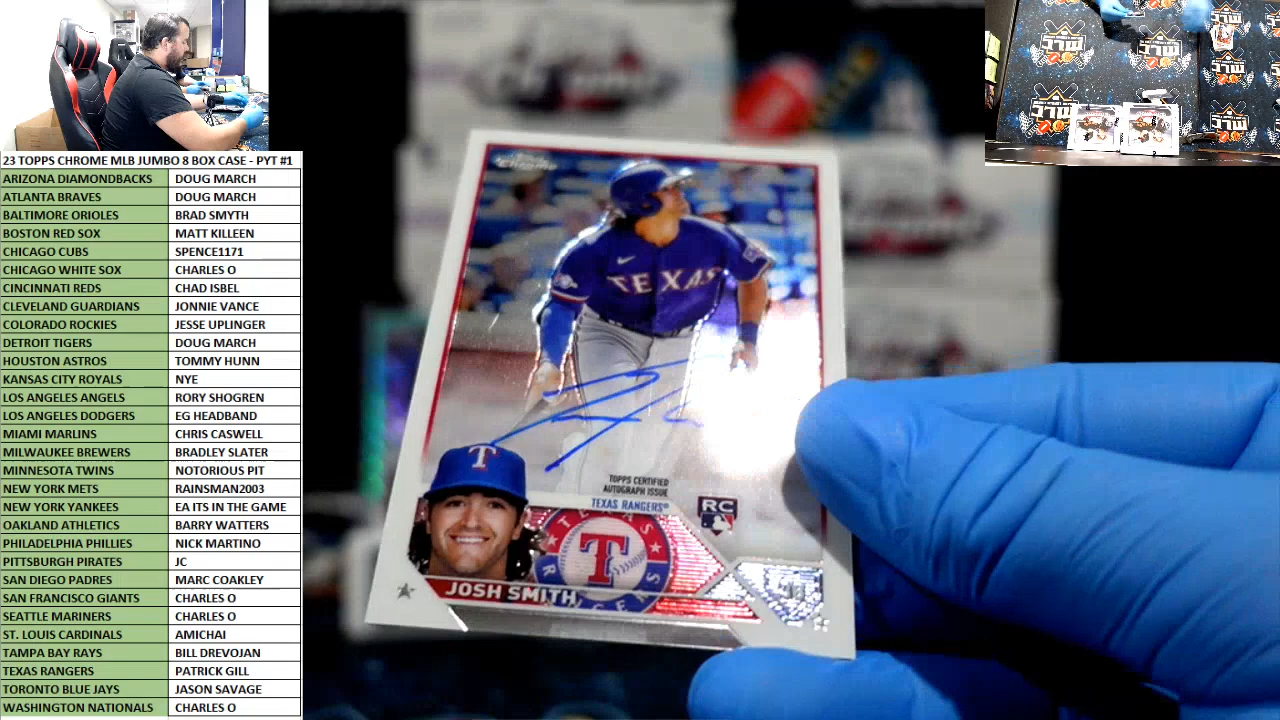 23 TOPPS CHROME MLB JUMBO 8 BOX CASE - PYT #1
ARIZONA DIAMONDBACKS DOUG MARCH
ATLANTA BRAVES DOUG MARCH
BALTIMORE ORIOLES BRAD SMYTH
BOSTON RED SOX MATT KILLEEN
CHICAGO CUBS SPENCE1171
CHICAGO WHITE SOX CHARLES O
CINCINNATI REDS CHAD ISBEL
CLEVELAND GUARDIANS JONNIE VANCE
COLORADO ROCKIES JESSE UPLINGER
DETROIT TIGERS DOUG MARCH
HOUSTON ASTROS TOMMY HUNN
KANSAS CITY ROYALS NYE
LOS ANGELES ANGELS RORY SHOGREN
LOS ANGELES DODGERS EG HEADBAND
MIAMI MARLINS CHRIS CASWELL
MILWAUKEE BREWERS BRADLEY SLATER
MINNESOTA TWINS NOTORIOUS PIT
NEW YORK METS RAINSMAN2003
NEW YORK YANKEES EA ITS IN THE GAME
OAKLAND ATHLETICS BARRY WATTERS
PHILADELPHIA PHILLIES NICK MARTINO
PITTSBURGH PIRATES JC
SAN DIEGO PADRES MARC COAKLEY
SAN FRANCISCO GIANTS CHARLES O
SEATTLE MARINERS CHARLES O
ST. LOUIS CARDINALS AMICHAI
TAMPA BAY RAYS BILL DREVOJAN
TEXAS RANGERS PATRICK GILL
TORONTO BLUE JAYS JASON SAVAGE
WASHINGTON NATIONALS CHARLES O
Topps Chrome
TEXAS
TOPPS CERTIFIED
AUTOGRAPH ISSUE
TEXAS RANGERS
RC
T
TEXAS
T
RANGERS
JOSH SMITH